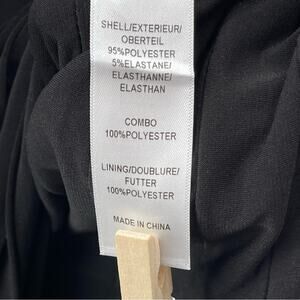 SHELL/EXTERIEUR/
OBERTEIL
95%POLYESTER
5%ELASTANE/
ELASTHANNE/
ELASTHAN
COMBO
100%POLYESTER
LINING/DOUBLURE/
FUTTER
100%POLYESTER
MADE IN CHINA